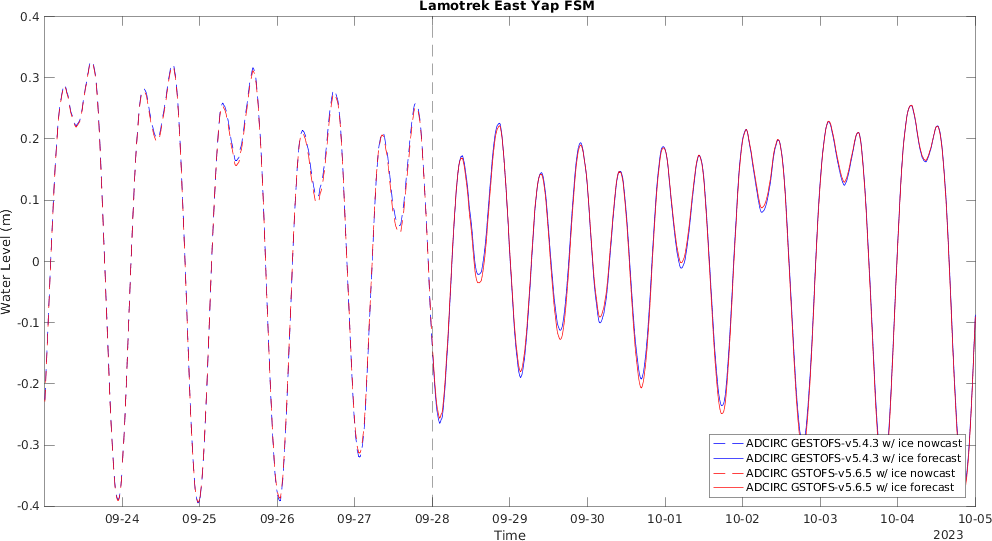 Lamotrek East Yap FSM
0.4
0.3
0.2
0.1
0
-0.1
-0.2
-0.3
-0.4
Water Level (m)
09-24 09-25 09-26 09-27 09-28 09-29 09-30 10-01 10-02 10-03 10-04 10-05
Time
2023
ADCIRC GESTOFS-v5.4.3 w/ ice nowcast
ADCIRC GESTOFS-v5.4.3 w/ ice forecast
ADCIRC GSTOFS-v5.6.5 w/ ice nowcast
ADCIRC GSTOFS-v5.6.5 w/ ice forecast